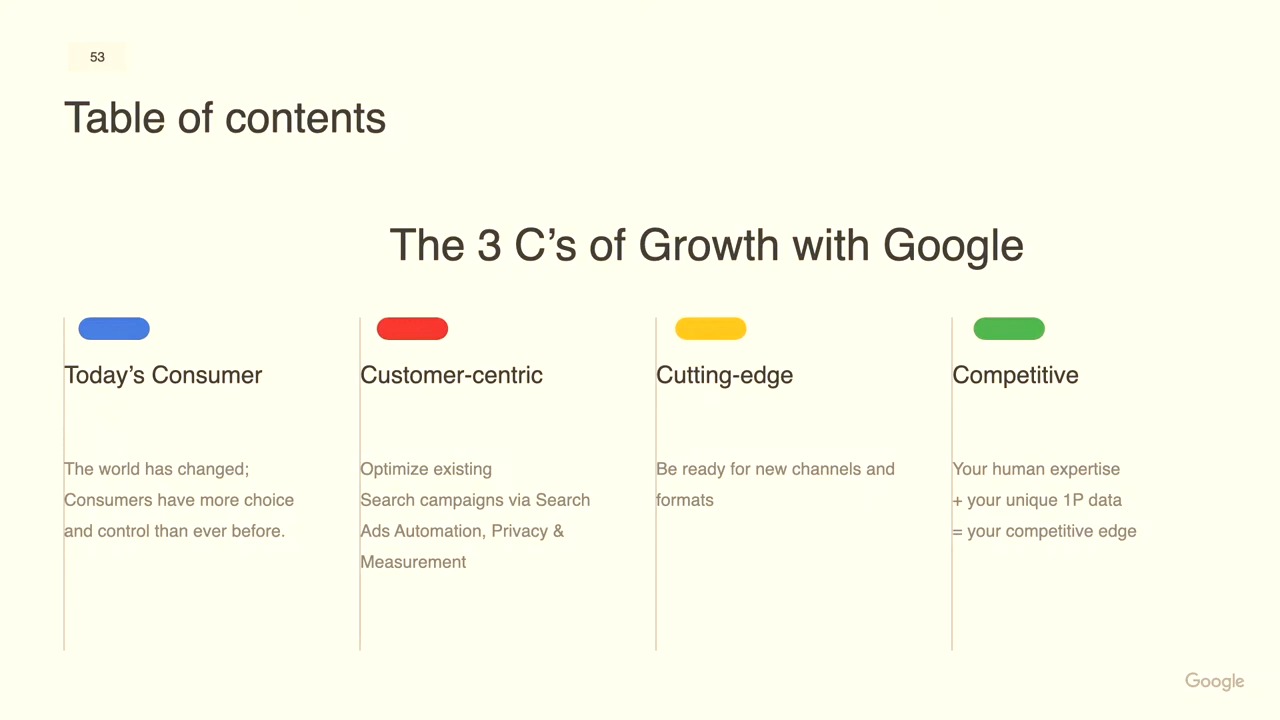 53
Table of contents
The 3 C’s of Growth with Google
Today’s Consumer
The world has changed;
Consumers have more choice
and control than ever before.
Customer-centric
Optimize existing
Search campaigns via Search
Ads Automation, Privacy &
Measurement
Cutting-edge
Be ready for new channels and
formats
Competitive
Your human expertise
+ your unique 1P data
= your competitive edge
Google